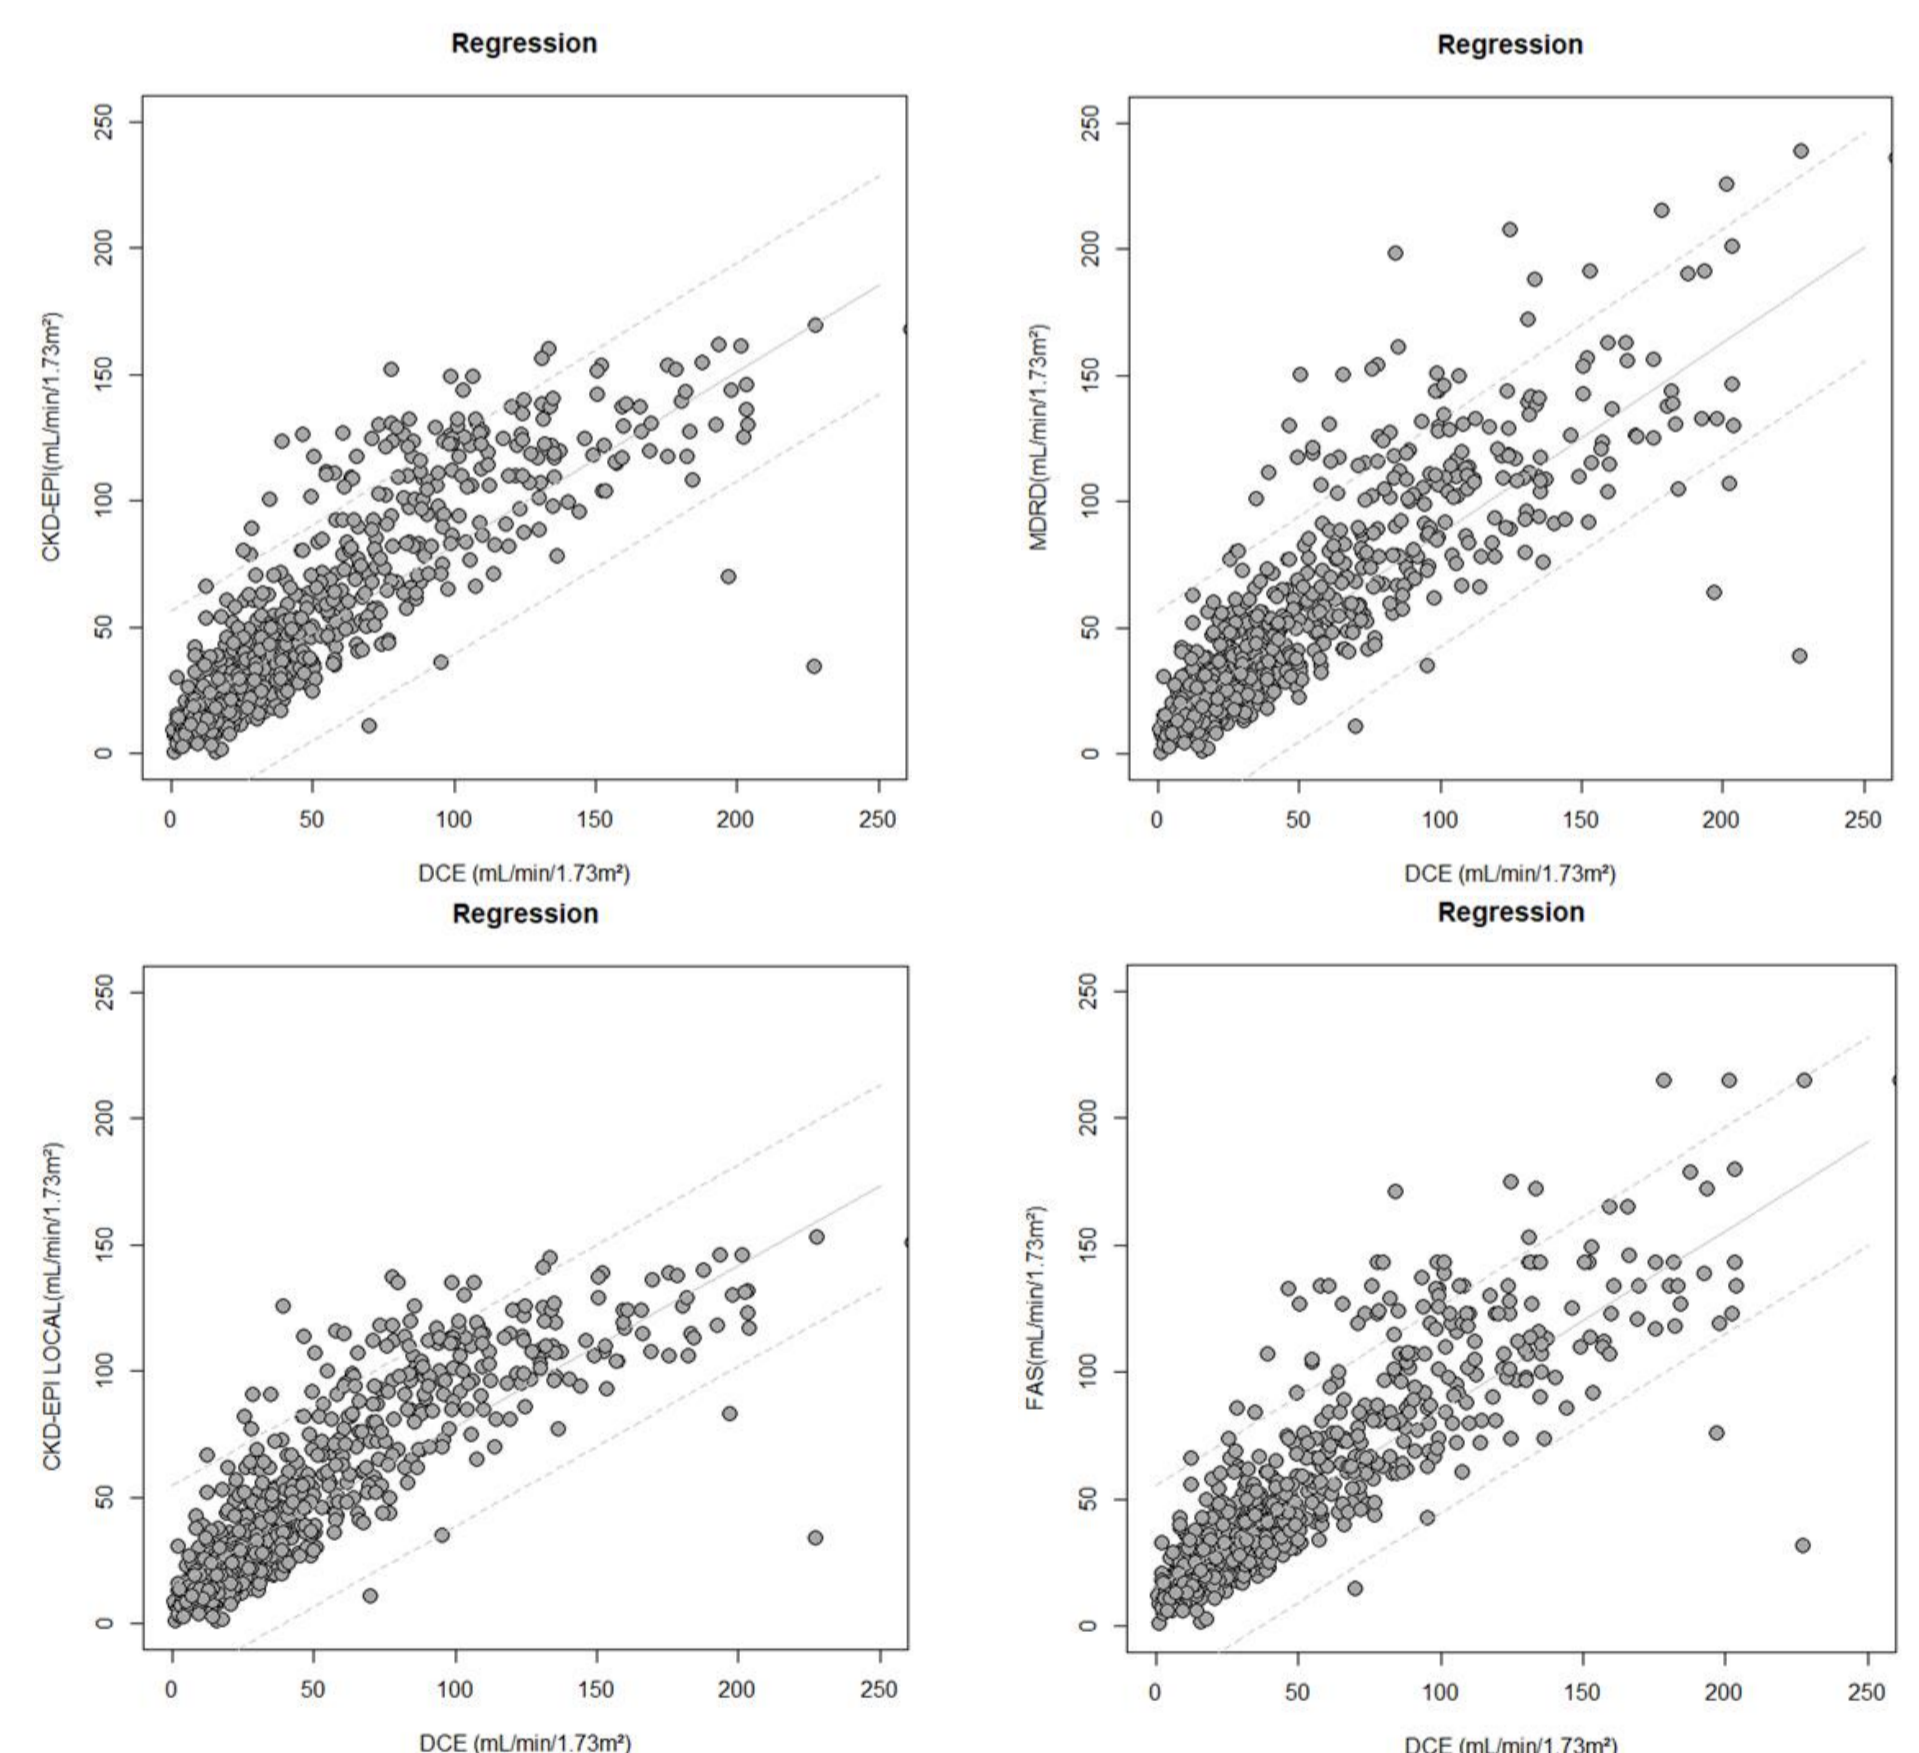 Regression
250
200
150
100
50
0
CKD-EPI(mL/min/1.73m²)
0 50 100 150 200 250
DCE (mL/min/1.73m²)
Regression
250
200
150
100
50
0
MDRD(mL/min/1.73m²)
0 50 100 150 200 250
DCE (mL/min/1.73m²)
Regression
250
200
150
100
50
0
CKD-EPI LOCAL(mL/min/1.73m²)
0 50 100 150 200 250
DCE (mL/min/1.73m²)
Regression
250
200
150
100
50
0
FAS(mL/min/1.73m²)
0 50 100 150 200 250
DCE (mL/min/1.73m²)